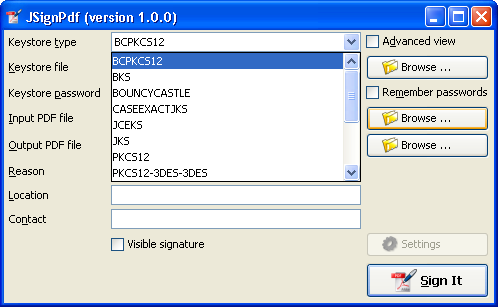 JSignPdf (version 1.0.0)
Keystore type BCPKCS12 Advanced view
Keystore file BCPKCS12 Browse ...
BKS
Keystore password BOUNCYCASTLE Remember passwords
CASEEXACTJKS
Input PDF file JCEKS Browse ...
JKS
Output PDF file PKCS12 Browse ...
Reason PKCS12-3DES-3DES
Location
Contact
Visible signature Settings
Sign It